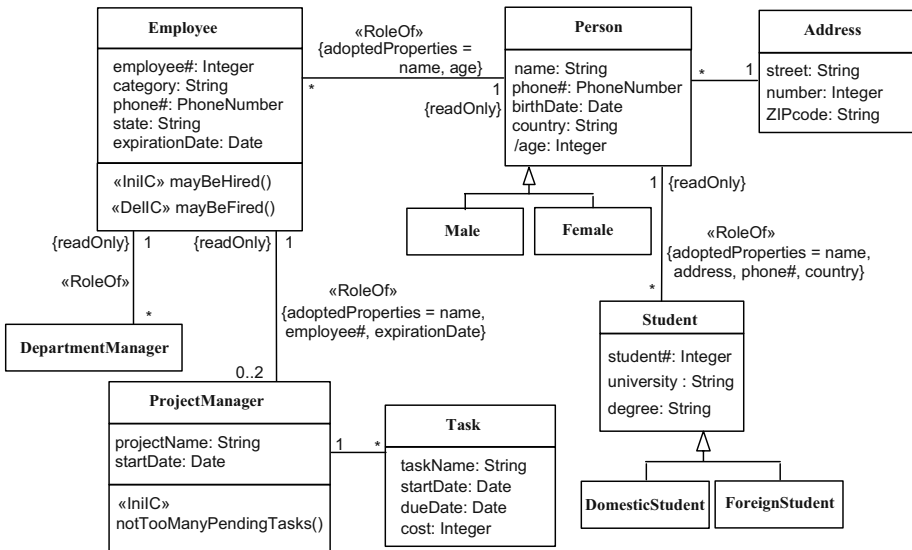 Employee
employee#: Integer
category: String
phone#: PhoneNumber
state: String
expirationDate: Date
«IniIC» mayBeHired()
«DelIC» mayBeFired()
«RoleOf»
{adoptedProperties =
name, age}
*
1
{readOnly}
Person
name: String
phone#: PhoneNumber
birthDate: Date
country: String
/age: Integer
*
1
Address
street: String
number: Integer
ZIPcode: String
Male
Female
1
{readOnly}
«RoleOf»
{adoptedProperties = name,
address, phone#, country}
*
Student
student#: Integer
university : String
degree: String
DomesticStudent
ForeignStudent
{readOnly}
1
«RoleOf»
*
DepartmentManager
{readOnly}
1
«RoleOf»
{adoptedProperties = name,
employee#, expirationDate}
0..2
ProjectManager
projectName: String
startDate: Date
«IniIC»
notTooManyPendingTasks()
1
*
Task
taskName: String
startDate: Date
dueDate: Date
cost: Integer